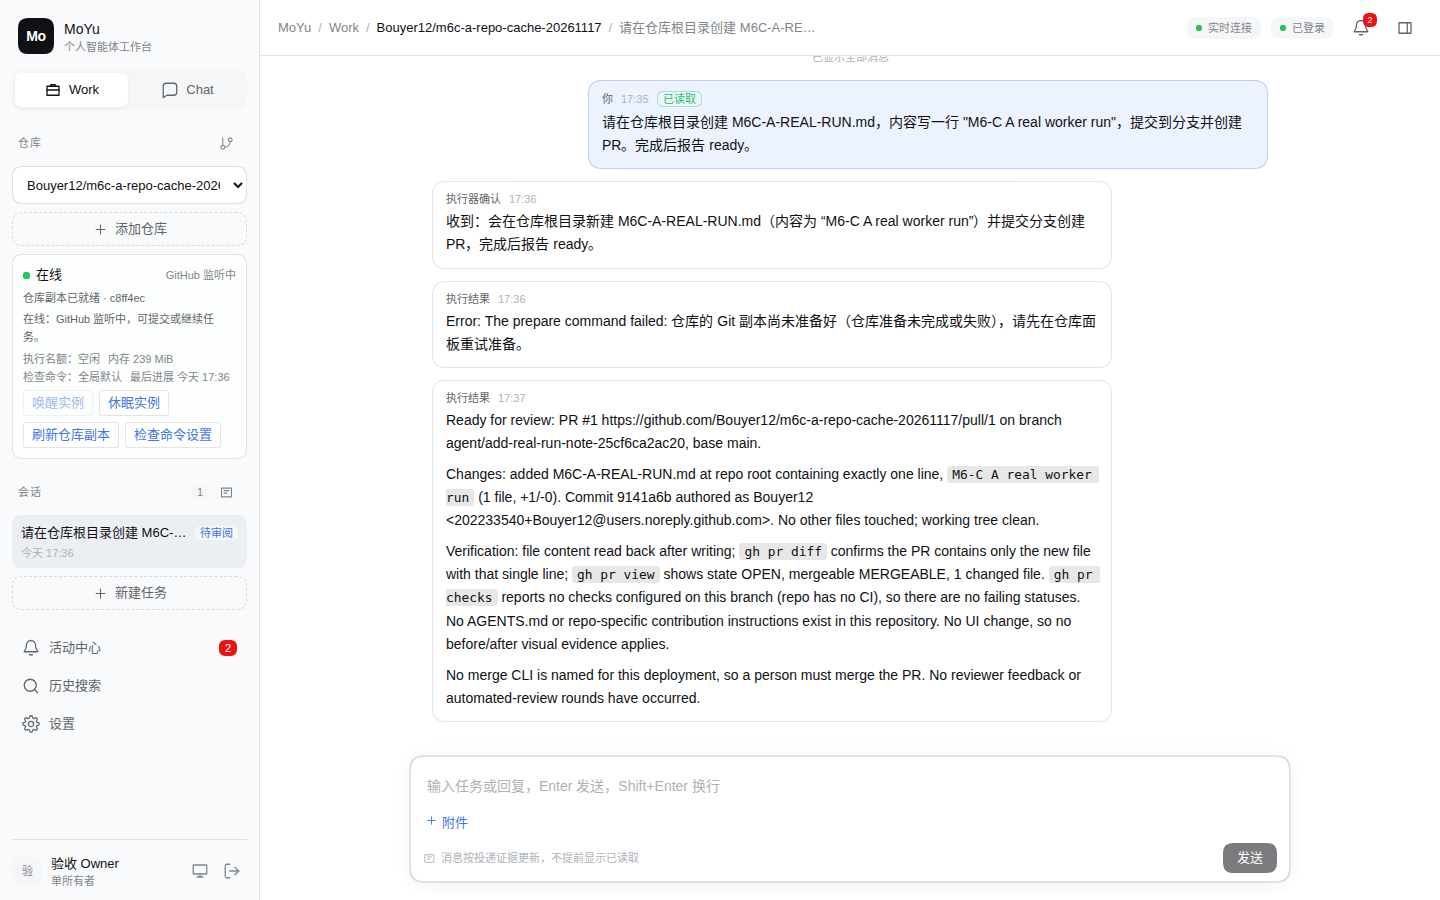 Mo
MoYu
个人智能体工作台
Work
Chat
仓库
Bouyer12/m6c-a-repo-cache-2026
添加仓库
在线
GitHub 监听中
仓库副本已就绪 · c8ff4ec
在线：GitHub 监听中，可提交或继续任
务。
执行名额：空闲 内存 239 MiB
检查命令：全局默认 最后进展 今天 17:36
唤醒实例
休眠实例
刷新仓库副本
检查命令设置
会话
1
请在仓库根目录创建 M6C-...
待审阅
今天 17:36
新建任务
活动中心
2
历史搜索
设置
验
验收 Owner
单所有者
MoYu / Work / Bouyer12/m6c-a-repo-cache-20261117 / 请在仓库根目录创建 M6C-A-RE...
实时连接
已登录
2
已显示全部消息
你 17:35 已读取
请在仓库根目录创建 M6C-A-REAL-RUN.md，内容写一行 "M6-C A real worker run"，提交到分支并创建
PR。完成后报告 ready。
执行器确认 17:36
收到：会在仓库根目录新建 M6C-A-REAL-RUN.md（内容为 “M6-C A real worker run”）并提交分支创建
PR，完成后报告 ready。
执行结果 17:36
Error: The prepare command failed: 仓库的 Git 副本尚未准备好（仓库准备未完成或失败），请先在仓库面
板重试准备。
执行结果 17:37
Ready for review: PR #1 https://github.com/Bouyer12/m6c-a-repo-cache-20261117/pull/1 on branch
agent/add-real-run-note-25cf6ca2ac20, base main.
Changes: added M6C-A-REAL-RUN.md at repo root containing exactly one line, M6-C A real worker
run (1 file, +1/-0). Commit 9141a6b authored as Bouyer12
<202233540+Bouyer12@users.noreply.github.com>. No other files touched; working tree clean.
Verification: file content read back after writing; gh pr diff confirms the PR contains only the new file
with that single line; gh pr view shows state OPEN, mergeable MERGEABLE, 1 changed file. gh pr
checks reports no checks configured on this branch (repo has no CI), so there are no failing statuses.
No AGENTS.md or repo-specific contribution instructions exist in this repository. No UI change, so no
before/after visual evidence applies.
No merge CLI is named for this deployment, so a person must merge the PR. No reviewer feedback or
automated-review rounds have occurred.
输入任务或回复，Enter 发送，Shift+Enter 换行
附件
消息按投递证据更新，不提前显示已读取
发送